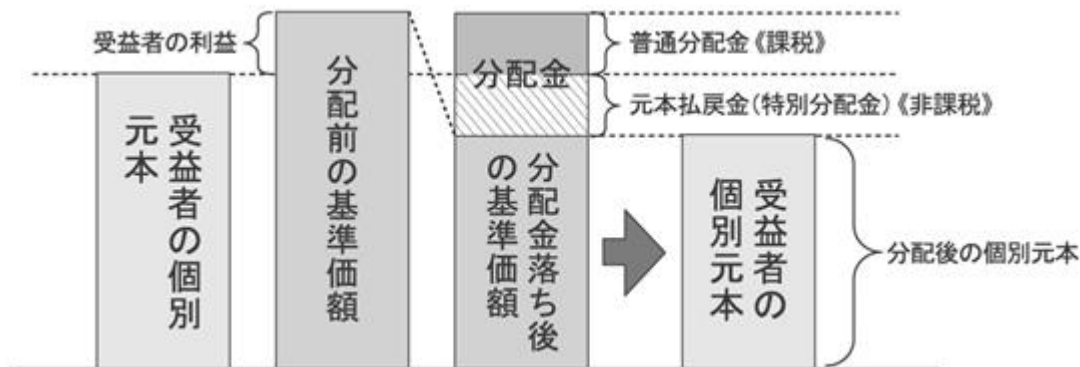 受益者の利益
受益者の個別
元本
分配前の基準価額
分配金
分配金落ち後
の基準価額
普通分配金《課税》
元本払戻金(特別分配金)《非課税》
受益者の
個別元本
分配後の個別元本